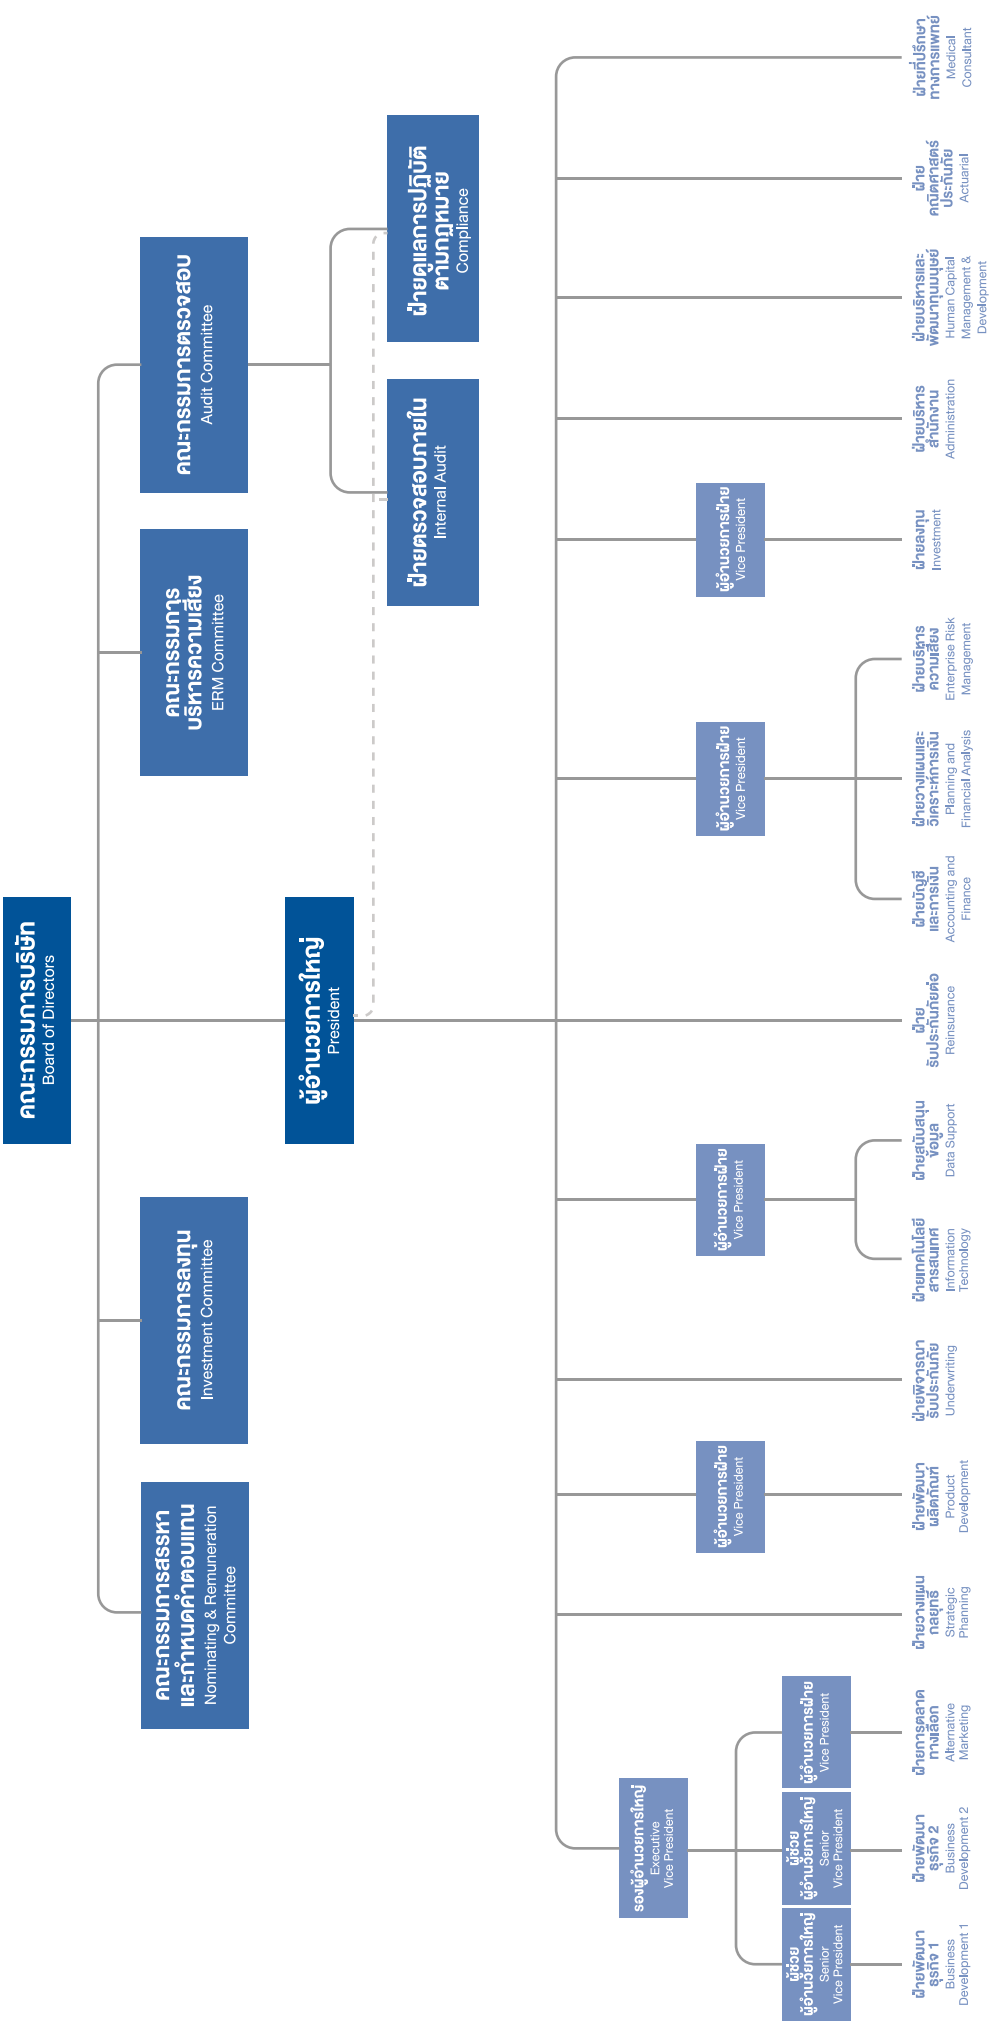 คณะกรรมการบริษัท
Board of Directors
คณะกรรมการสรรหา
และกำหนดค่าตอบแทน
Nominating & Remuneration
Committee
คณะกรรมการลงทุน
Investment Committee
คณะกรรมการ
บริหารความเสี่ยง
ERM Committee
คณะกรรมการตรวจสอบ
Audit Committee
ผู้อำนวยการใหญ่
President
ฝ่ายตรวจสอบภายใน
Internal Audit
ฝ่ายดูแลการปฏิบัติ
ตามกฎหมาย
Compliance
รองผู้อำนวยการใหญ่
Executive
Vice President
ผู้อำนวยการฝ่าย
Vice President
ผู้อำนวยการฝ่าย
Vice President
ผู้อำนวยการฝ่าย
Vice President
ผู้อำนวยการฝ่าย
Vice President
ผู้ช่วย
ผู้อำนวยการใหญ่
Senior
Vice President
ผู้ช่วย
ผู้อำนวยการใหญ่
Senior
Vice President
ผู้อำนวยการฝ่าย
Vice President
ฝ่ายพัฒนา
ธุรกิจ 1
Business
Development 1
ฝ่ายพัฒนา
ธุรกิจ 2
Business
Development 2
ฝ่ายการตลาด
ทางเลือก
Alternative
Marketing
ฝ่ายวางแผน
กลยุทธ์
Strategic
Phanning
ฝ่ายพัฒนา
ผลิตภัณฑ์
Product
Development
ฝ่ายพิจารณา
รับประกันภัย
Underwriting
ฝ่ายเทคโนโลยี
สารสนเทศ
Information
Technology
ฝ่ายสนับสนุน
ข้อมูล
Data Support
ฝ่าย
รับประกันภัยต่อ
Reinsurance
ฝ่ายบัญชี
และการเงิน
Accounting and
Finance
ฝ่ายวางแผนและ
วิเคราะห์การเงิน
Planning and
Financial Analysis
ฝ่ายบริหาร
ความเสี่ยง
Enterprise Risk
Management
ฝ่ายลงทุน
Investment
ฝ่ายบริหาร
สำนักงาน
Administration
ฝ่ายบริหารและ
พัฒนาทุนมนุษย์
Human Capital
Management &
Development
ฝ่าย
คณิตศาสตร์
ประกันภัย
Actuarial
ฝ่ายที่ปรึกษา
ทางการแพทย์
Medical
Consultant